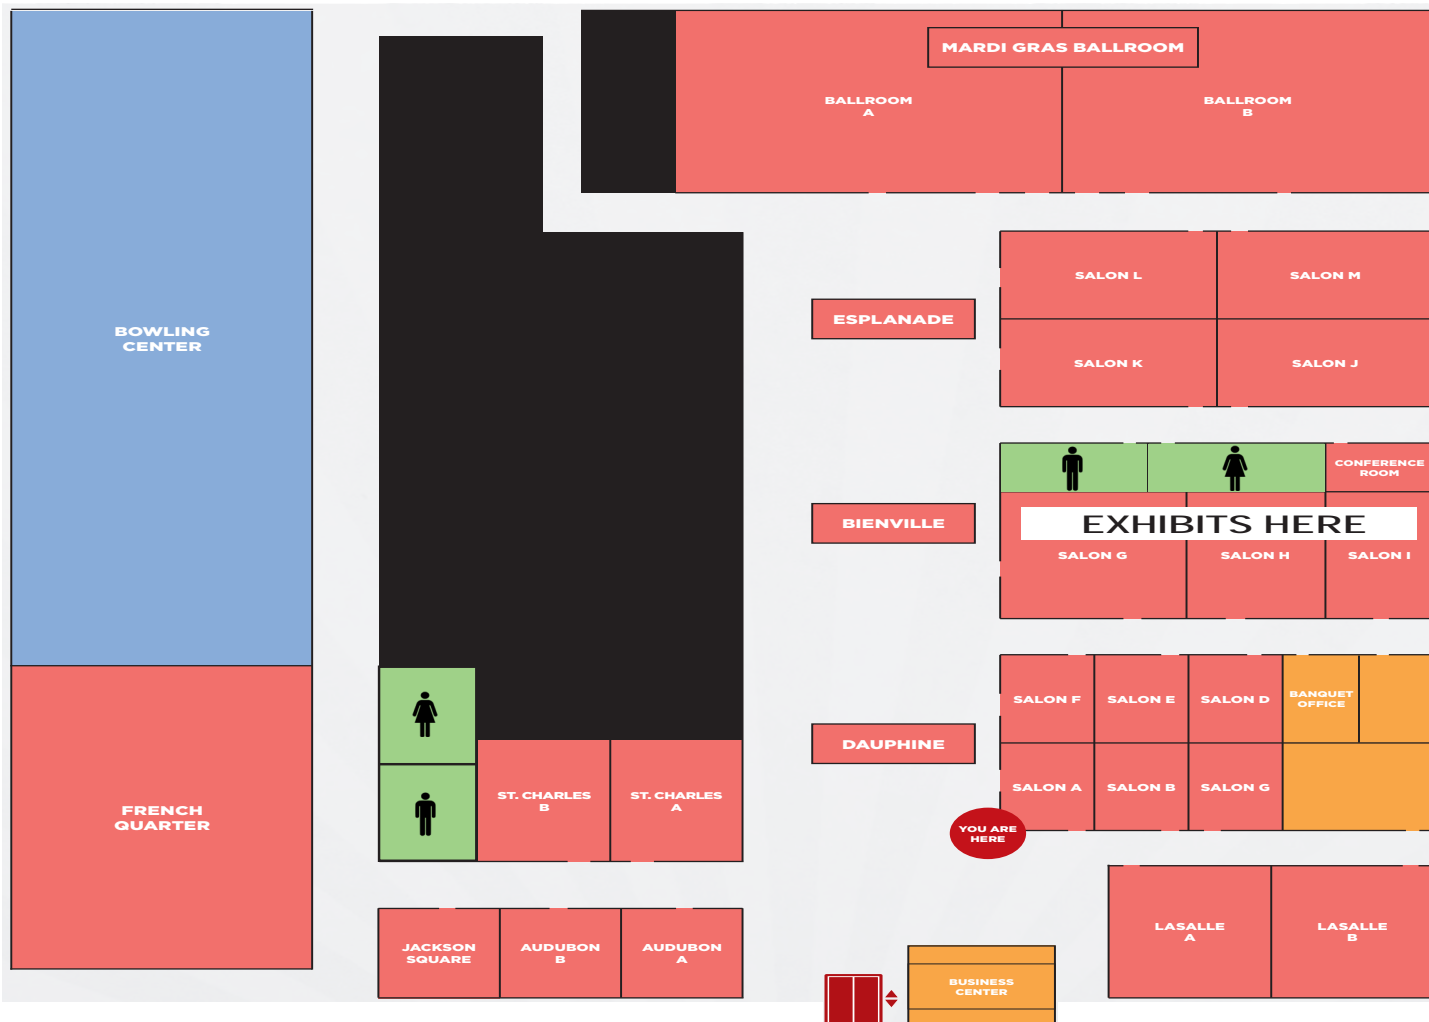 MARDI GRAS BALLROOM
BALLROOM
A
BALLROOM
B
SALON L
SALON M
BOWLING
CENTER
ESPLANADE
SALON K
SALON J
CONFERENCE
ROOM
BIENVILLE
EXHIBITS HERE
SALON G
SALON H
SALON I
SALON F
SALON E
SALON D
BANQUET
OFFICE
DAUPHINE
SALON A
SALON B
SALON G
FRENCH
QUARTER
ST. CHARLES
B
ST. CHARLES
A
YOU ARE
HERE
JACKSON
SQUARE
AUDUBON
B
AUDUBON
A
LASALLE
A
LASALLE
B
BUSINESS
CENTER